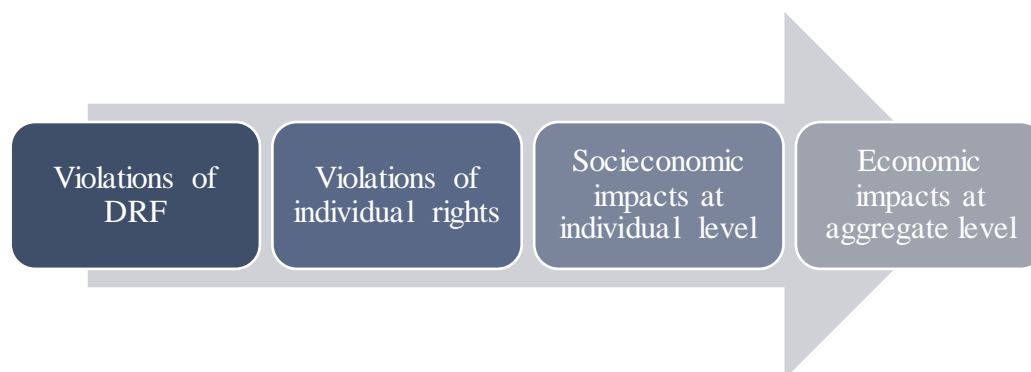 Violations of
DRF
Violations of
individual rights
Socieconomic
impacts at
individual level
Economic
impacts at
aggregate level